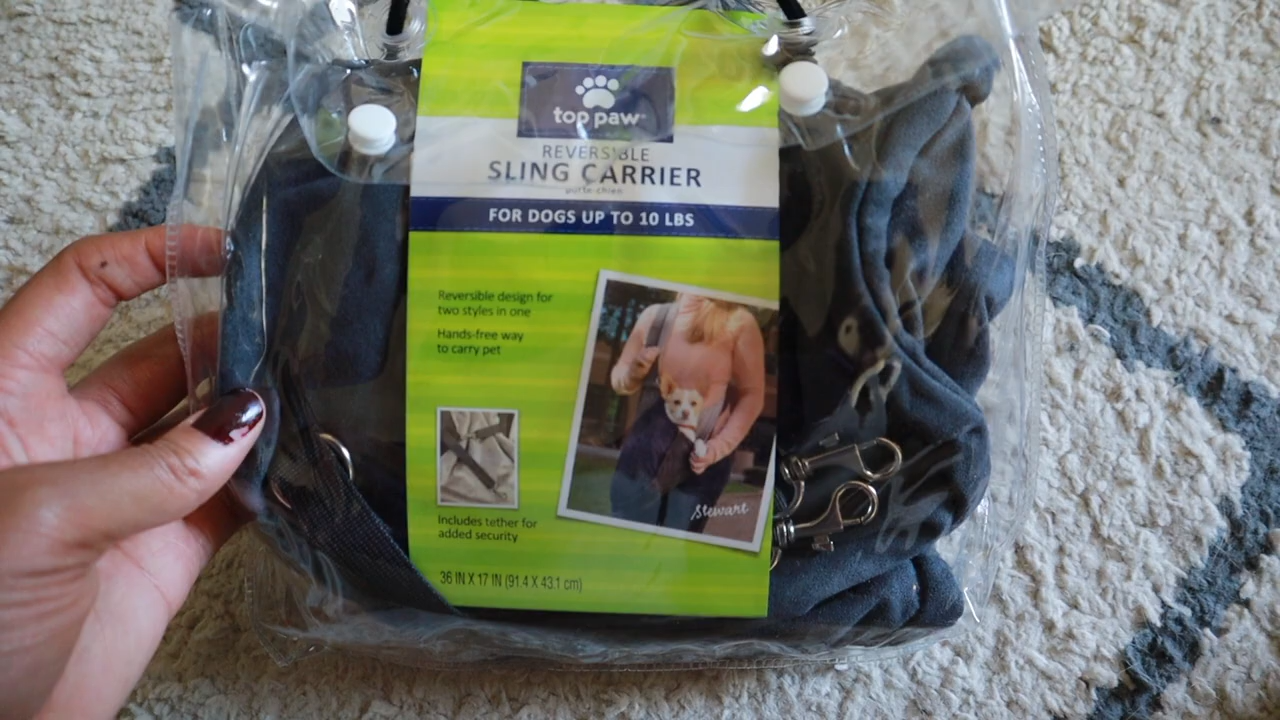 top paw
REVERSIBLE
SLING CARRIER
porte-chien
FOR DOGS UP TO 10 LBS
Reversible design for
two styles in one
Hands-free way
to carry pet
Stewart
Includes tether for
added security
36 IN X 17 IN (91.4 X 43.1 cm)